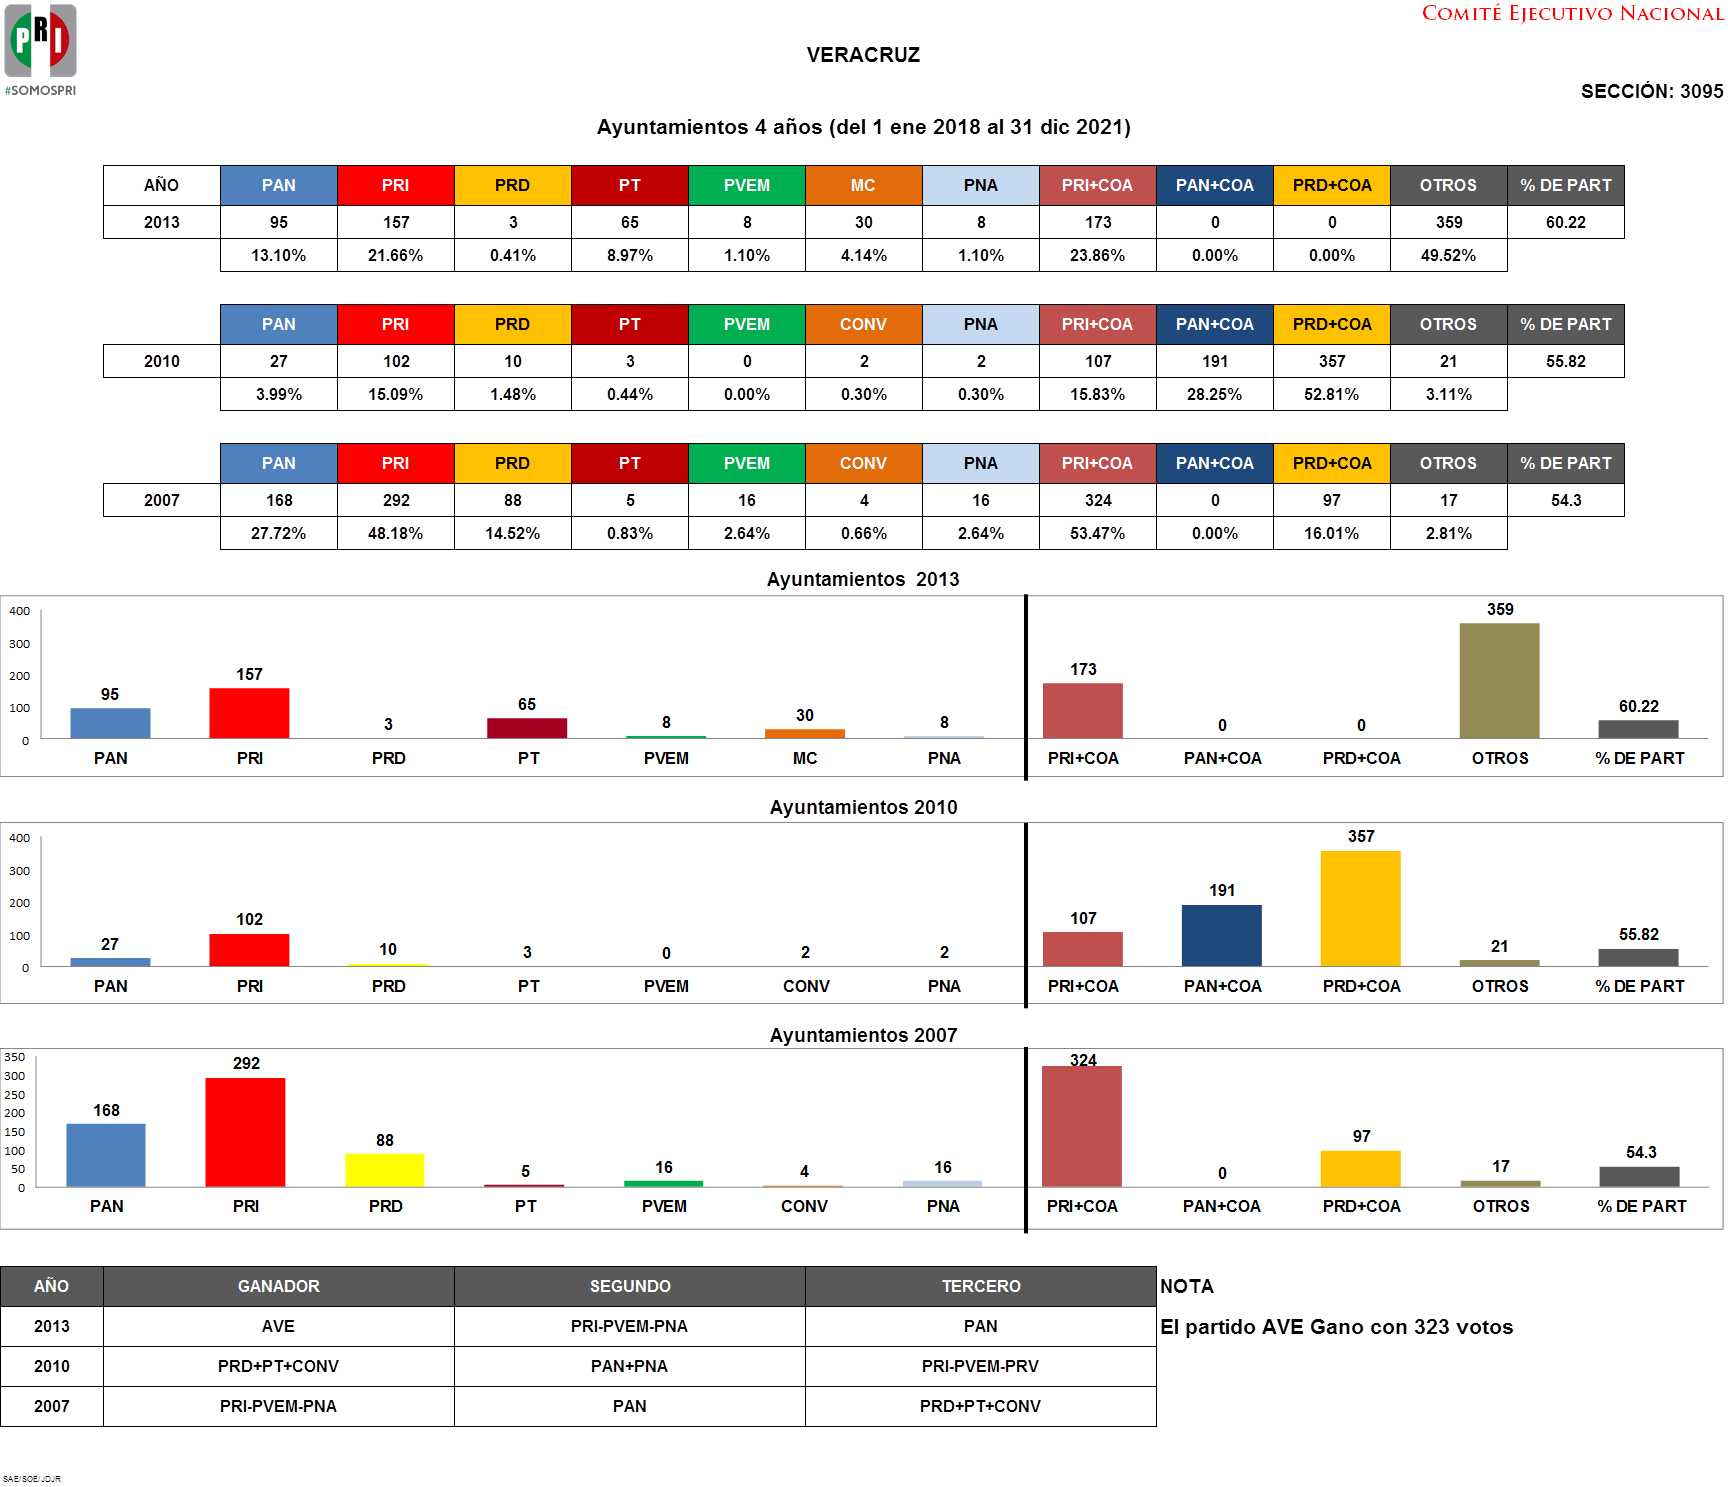 PRI
#SOMOSPRI
COMITÉ EJECUTIVO NACIONAL
VERACRUZ
SECCIÓN: 3095
Ayuntamientos 4 años (del 1 ene 2018 al 31 dic 2021)
AÑO PAN PRI PRD PT PVEM MC PNA PRI+COA PAN+COA PRD+COA OTROS % DE PART
2013 95 157 3 65 8 30 8 173 0 0 359 60.22
13.10% 21.66% 0.41% 8.97% 1.10% 4.14% 1.10% 23.86% 0.00% 0.00% 49.52%
PAN PRI PRD PT PVEM CONV PNA PRI+COA PAN+COA PRD+COA OTROS % DE PART
2010 27 102 10 3 0 2 2 107 191 357 21 55.82
3.99% 15.09% 1.48% 0.44% 0.00% 0.30% 0.30% 15.83% 28.25% 52.81% 3.11%
PAN PRI PRD PT PVEM CONV PNA PRI+COA PAN+COA PRD+COA OTROS % DE PART
2007 168 292 88 5 16 4 16 324 0 97 17 54.3
27.72% 48.18% 14.52% 0.83% 2.64% 0.66% 2.64% 53.47% 0.00% 16.01% 2.81%
Ayuntamientos 2013
400
300
200
100
0
95 157 3 65 8 30 8 173 0 0 359 60.22
PAN PRI PRD PT PVEM MC PNA PRI+COA PAN+COA PRD+COA OTROS % DE PART
Ayuntamientos 2010
400
300
200
100
0
27 102 10 3 0 2 2 107 191 357 21 55.82
PAN PRI PRD PT PVEM CONV PNA PRI+COA PAN+COA PRD+COA OTROS % DE PART
Ayuntamientos 2007
350
300
250
200
150
100
50
0
168 292 88 5 16 4 16 324 0 97 17 54.3
PAN PRI PRD PT PVEM CONV PNA PRI+COA PAN+COA PRD+COA OTROS % DE PART
AÑO GANADOR SEGUNDO TERCERO NOTA
2013 AVE PRI-PVEM-PNA PAN El partido AVE Gano con 323 votos
2010 PRD+PT+CONV PAN+PNA PRI-PVEM-PRV
2007 PRI-PVEM-PNA PAN PRD+PT+CONV
SAE/SOE/JDJR